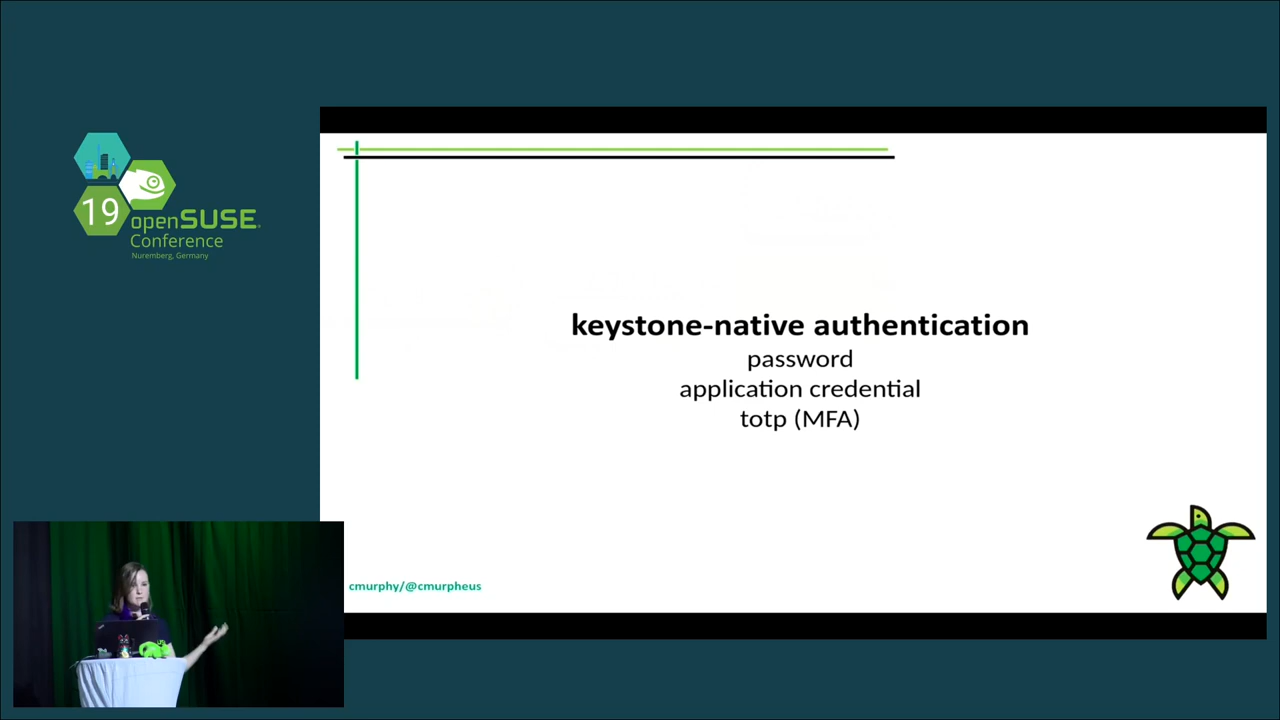 19
openSUSE
Conference
Nuremberg, Germany
keystone-native authentication
password
application credential
totp (MFA)
cmurphy/@cmurpheus